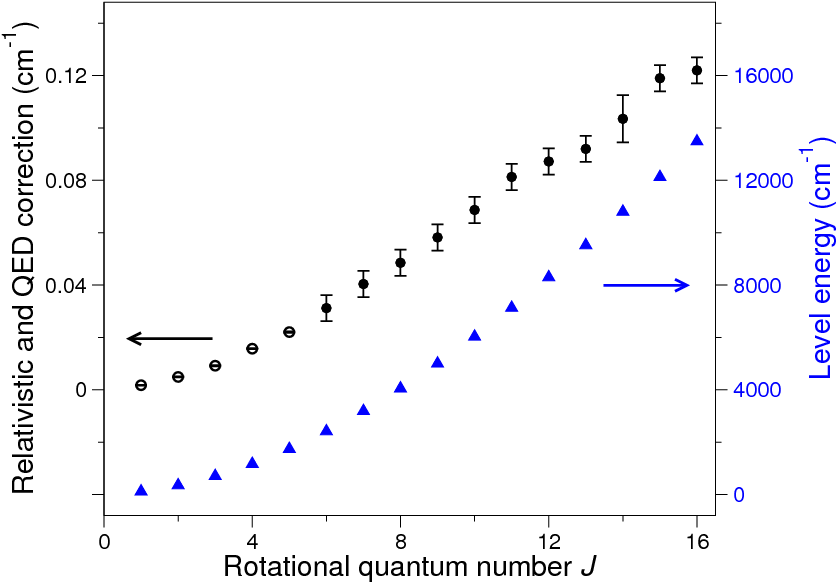 Relativistic and QED correction (cm⁻¹)
0.12
0.08
0.04
0
16000
12000
8000
4000
0
Level energy (cm⁻¹)
0 4 8 12 16
Rotational quantum number J